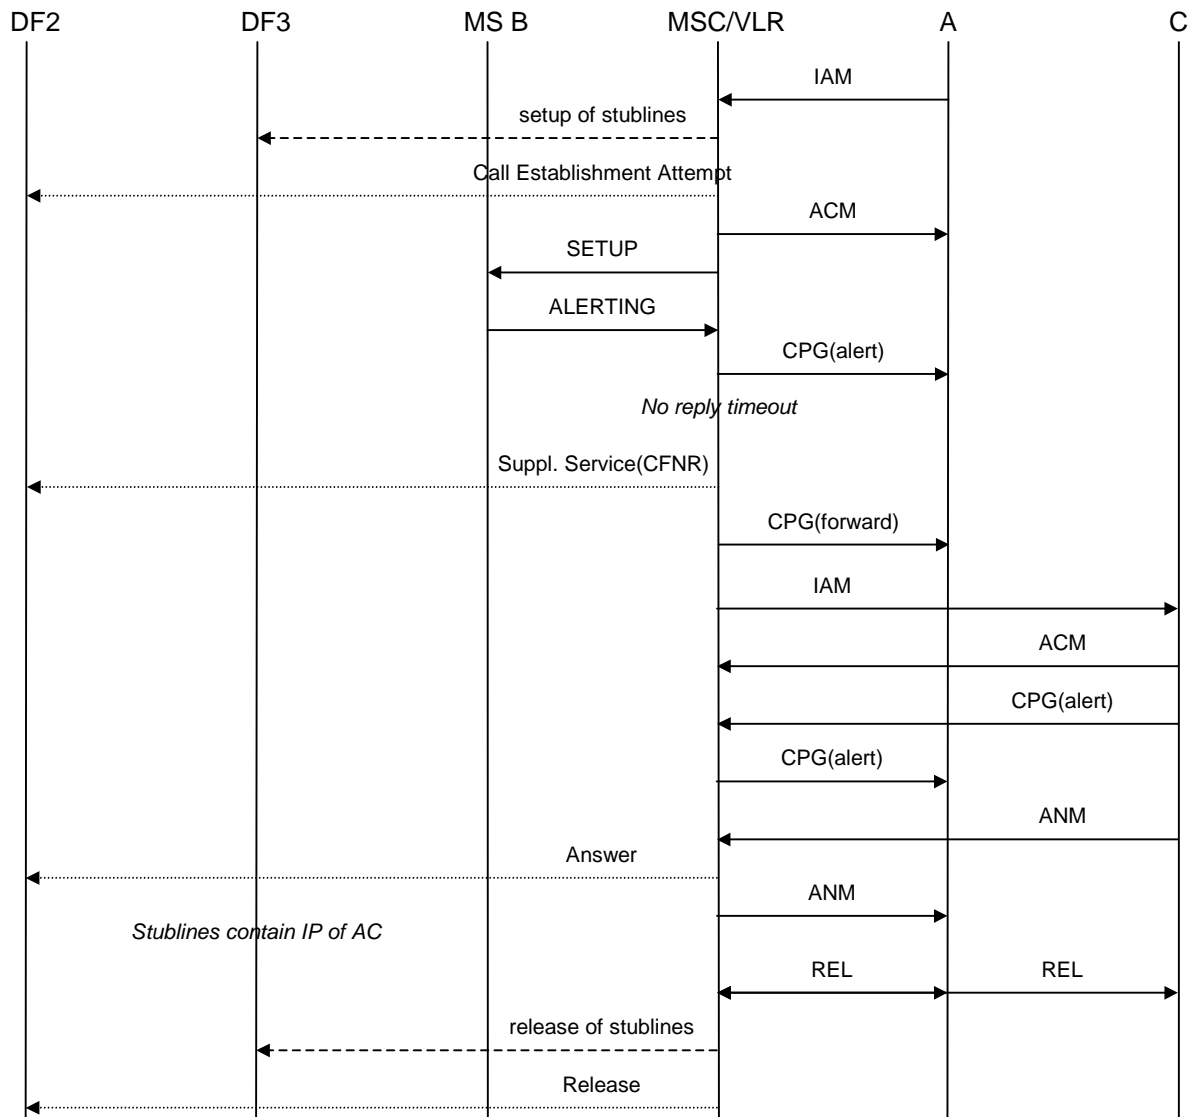 DF2 DF3 MS B MSC/VLR A C
IAM
setup of stublines
Call Establishment Attempt
ACM
SETUP
ALERTING
CPG(alert)
No reply timeout
Suppl. Service(CFNR)
CPG(forward)
IAM
ACM
CPG(alert)
CPG(alert)
ANM
Answer
ANM
Stublines contain IP of AC
REL REL
release of stublines
Release